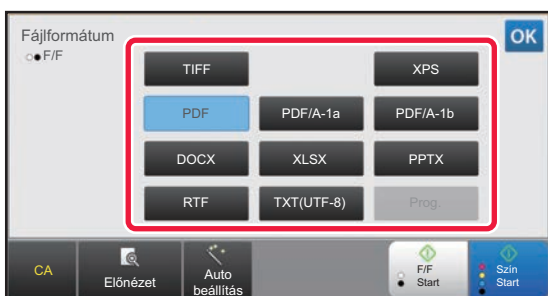 Fájlformátum
OK
F/F
TIFF
XPS
PDF
PDF/A-1a
PDF/A-1b
DOCX
XLSX
PPTX
RTF
TXT(UTF-8)
Prog.
CA
Előnézet
Auto
beállítás
F/F
Start
Szín
Start